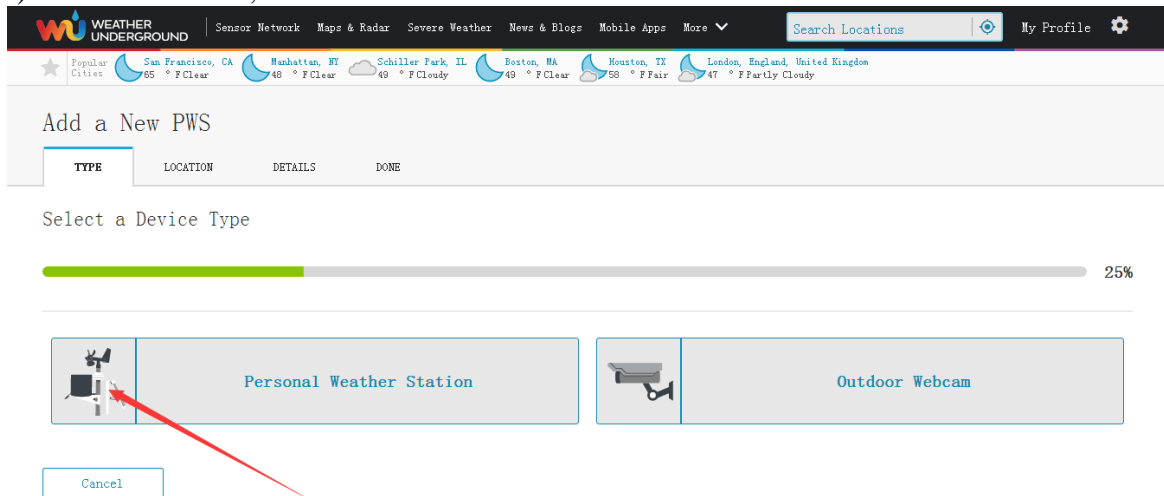 WEATHER
UNDERGROUND
Sensor Network Maps & Radar Severe Weather News & Blogs Mobile Apps More Search Locations My Profile
Popular Cities
San Francisco, CA
65 °F Clear
Manhattan, NY
48 °F Clear
Schiller Park, IL
49 °F Cloudy
Boston, MA
49 °F Clear
Houston, TX
58 °F Fair
London, England, United Kingdom
47 °F Partly Cloudy
Add a New PWS
TYPE LOCATION DETAILS DONE
Select a Device Type
25%
Personal Weather Station Outdoor Webcam
Cancel